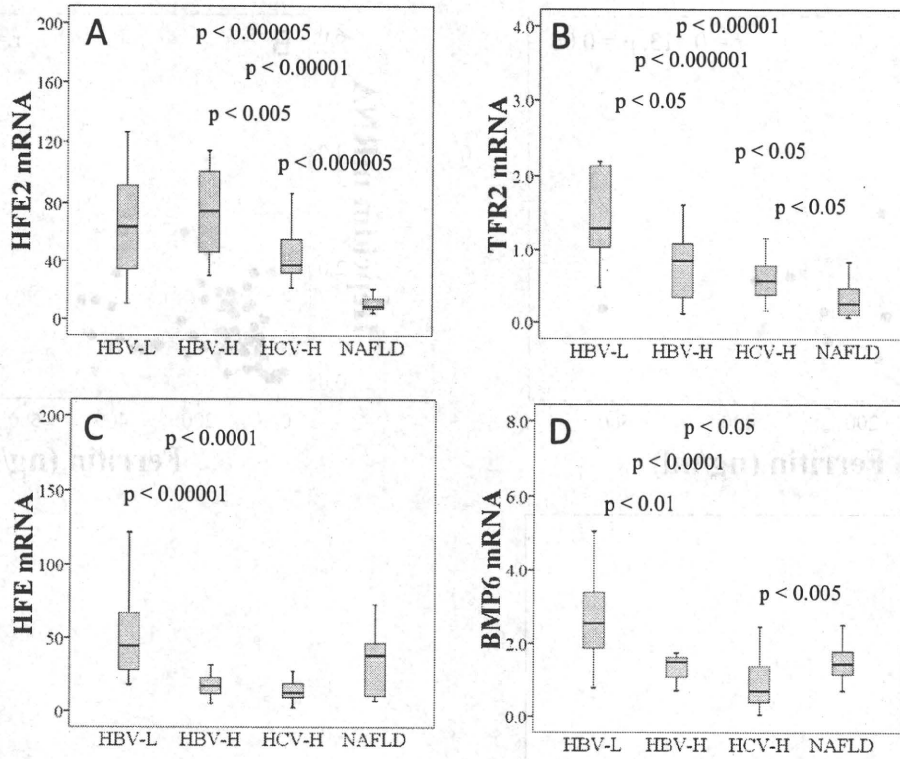 A
HFE2 mRNA
200
160
120
80
40
0
p < 0.000005
p < 0.00001
p < 0.005
p < 0.000005
HBV-L HBV-H HCV-H NAFLD
B
TFR2 mRNA
4.0
3.0
2.0
1.0
0.0
p < 0.00001
p < 0.000001
p < 0.05
p < 0.05
p < 0.05
HBV-L HBV-H HCV-H NAFLD
C
HFE mRNA
200
150
100
50
0
p < 0.0001
p < 0.00001
HBV-L HBV-H HCV-H NAFLD
D
BMP6 mRNA
8.0
6.0
4.0
2.0
0.0
p < 0.05
p < 0.0001
p < 0.01
p < 0.005
HBV-L HBV-H HCV-H NAFLD